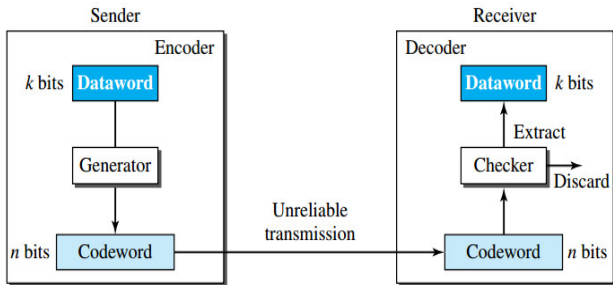 Sender
Encoder
k bits
Dataword
Generator
n bits
Codeword
Unreliable
transmission
Receiver
Decoder
Dataword
k bits
Extract
Checker
Discard
Codeword
n bits